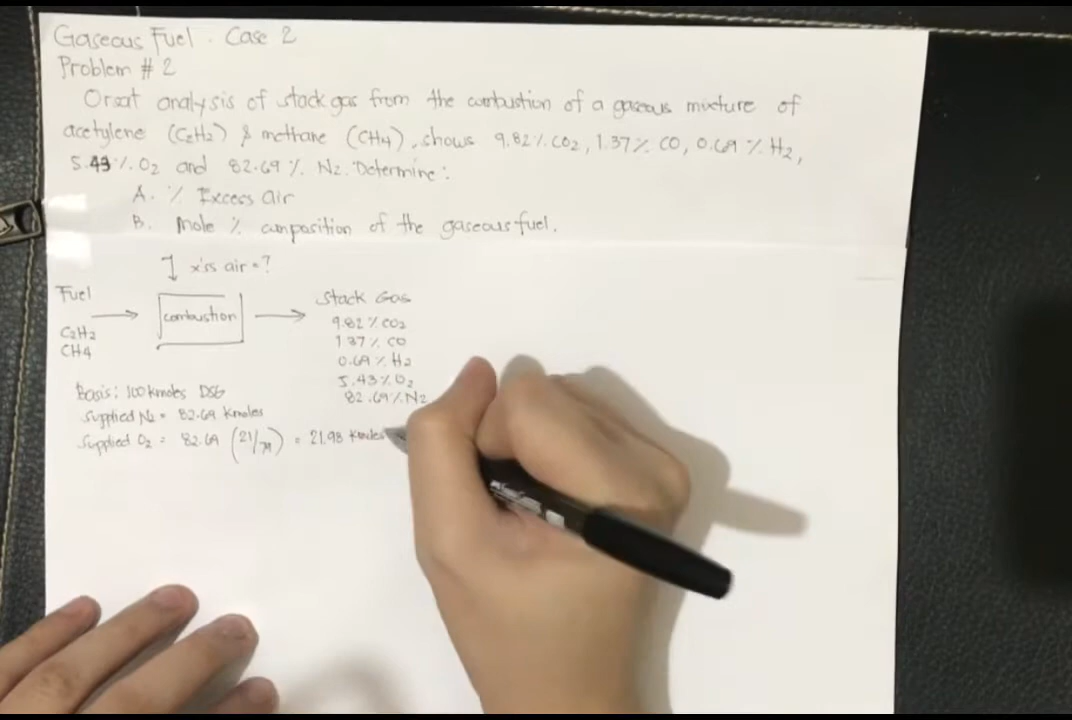 Gaseous Fuel . Case 2
Problem # 2
Orsat analysis of stack gas from the combustion of a gaseous mixture of
acetylene (C2H2) & methane (CH4), shows 9.82% CO2, 1.37% CO, 0.69% H2,
5.43% O2 and 82.69% N2. Determine:
A. % Excess air
B. Mole % composition of the gaseous fuel.
x'ss air = ?
Fuel
combustion
Stack Gas
C2H2
CH4
9.82% CO2
1.37% CO
0.69% H2
5.43% O2
82.69% N2
Basis: 100 kmoles DSG
Supplied N2 = 82.69 Kmoles
Supplied O2 = 82.69 (21/79) = 21.98 Kmoles